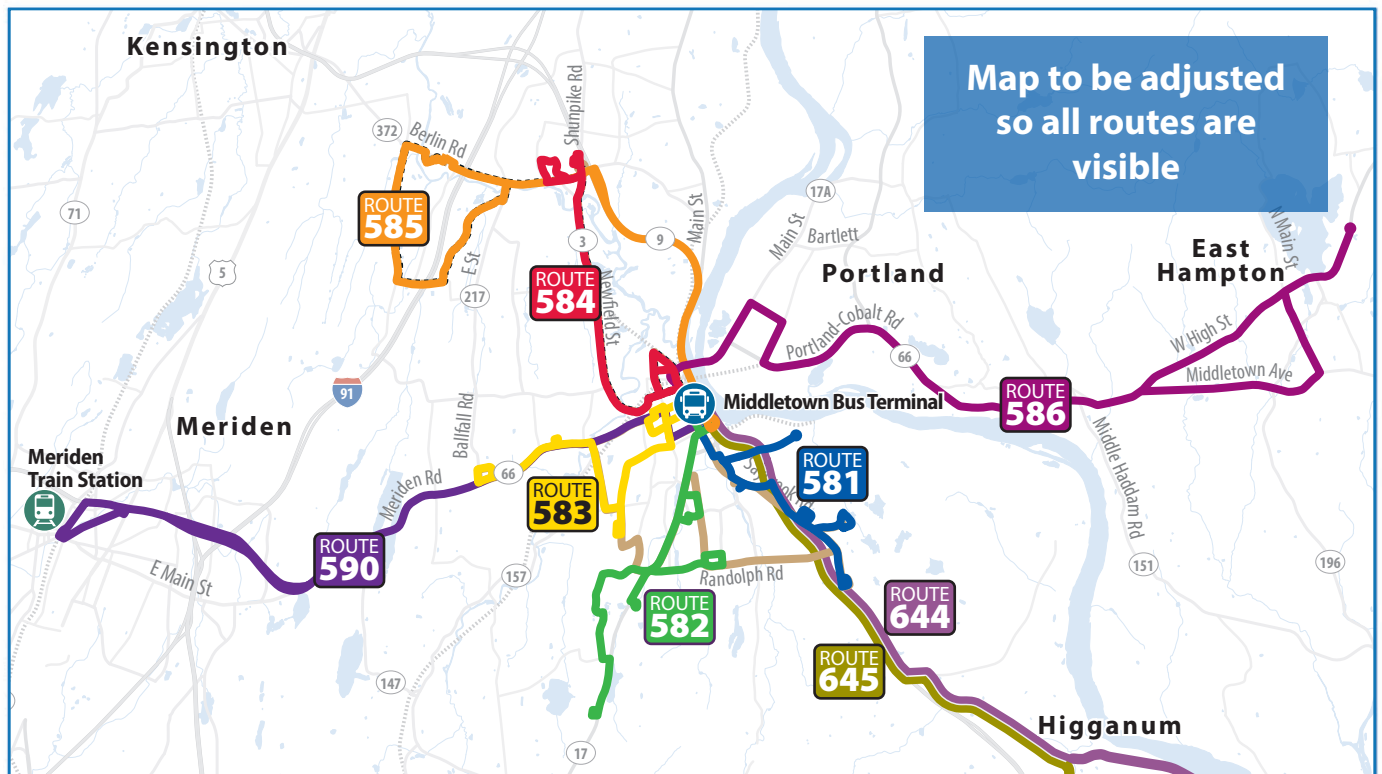 Kensington
Map to be adjusted
so all routes are
visible
Shunpike Rd
372
Berlin Rd
71
ROUTE
585
17A
Main St
Main St
Bartlett
N Main St
3
9
East
Hampton
5
E St
217
ROUTE
584
Newfield St
Portland
Portland-Cobalt Rd
66
W High St
Middletown Ave
91
Meriden
Ballfall Rd
Middletown Bus Terminal
ROUTE
586
Meriden
Train Station
Meriden Rd
66
ROUTE
583
ROUTE
581
Middle Haddam Rd
ROUTE
590
E Main St
157
Randolph Rd
151
196
ROUTE
582
ROUTE
644
ROUTE
645
147
17
Higganum